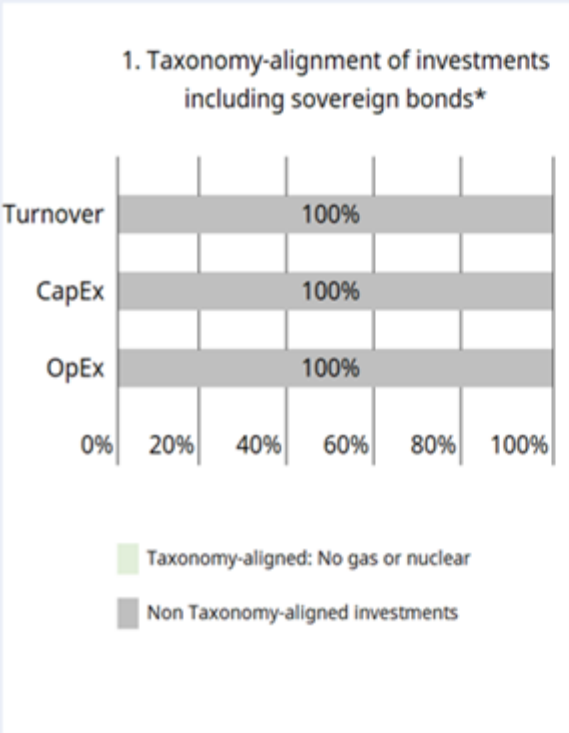 1. Taxonomy-alignment of investments
including sovereign bonds*
Turnover 100%
CapEx 100%
OpEx 100%
0% 20% 40% 60% 80% 100%
Taxonomy-aligned: No gas or nuclear
Non Taxonomy-aligned investments